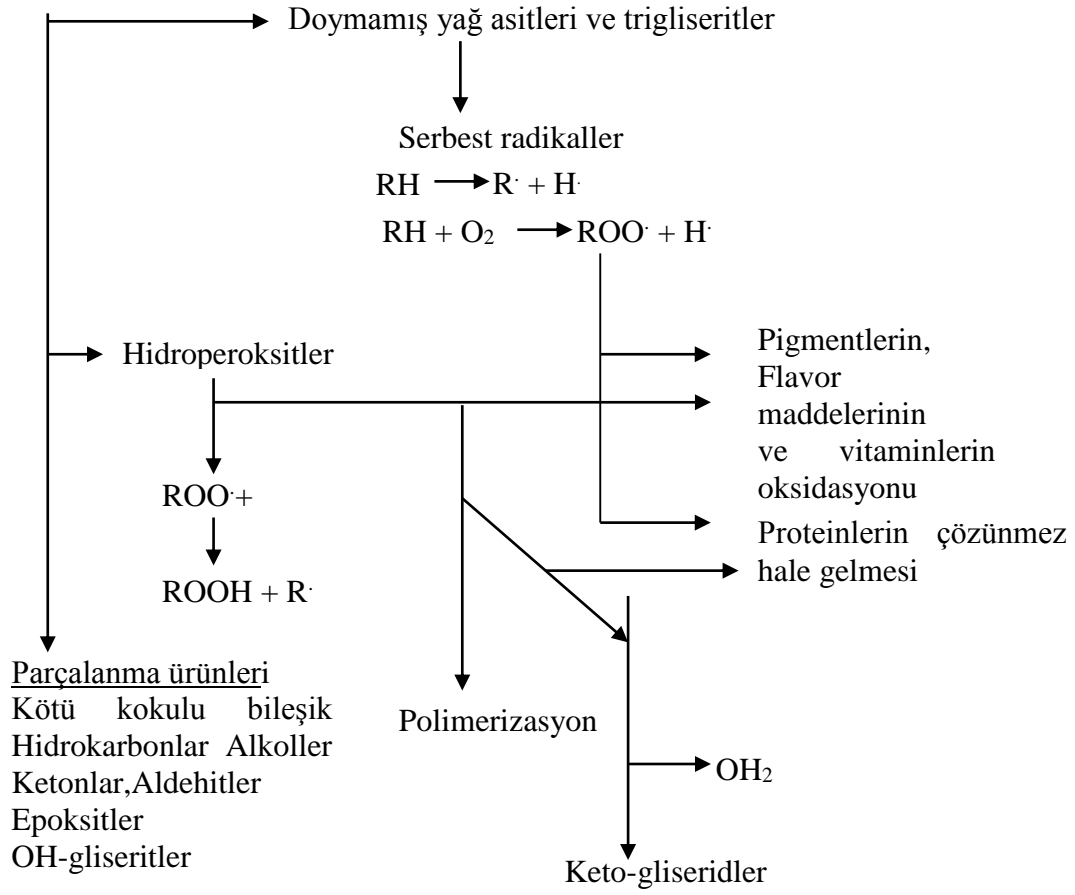 Doymamış yağ asitleri ve trigliseritler
Serbest radikaller
RH R· + H·
RH + O₂ ROO· + H·
Hidroperoksitler
Pigmentlerin,
Flavor
maddelerinin
ve vitaminlerin
oksidasyonu
Proteinlerin çözünmez
hale gelmesi
ROO·+
ROOH + R·
Parçalanma ürünleri
Kötü kokulu bileşik
Hidrokarbonlar Alkoller
Ketonlar,Aldehitler
Epoksitler
OH-gliseritler
Polimerizasyon
OH₂
Keto-gliseridler